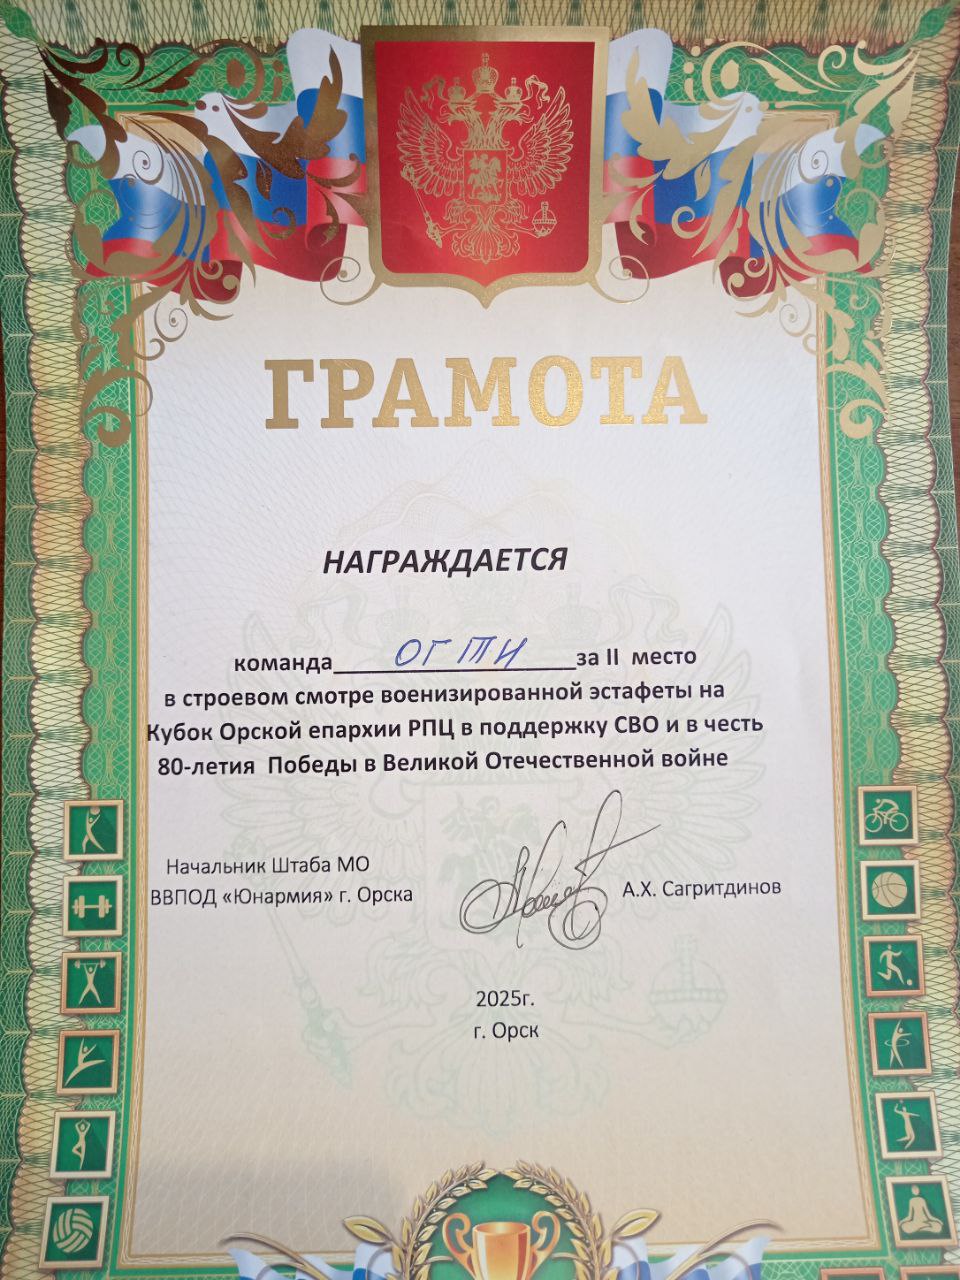 ГРАМОТА
НАГРАЖДАЕТСЯ
команда ОГТИ за II место
в строевом смотре военизированной эстафеты на
Кубок Орской епархии РПЦ в поддержку СВО и в честь
80-летия Победы в Великой Отечественной войне
Начальник Штаба МО
ВВПОД «Юнармия» г. Орска
А.Х. Сагритдинов
2025г.
г. Орск